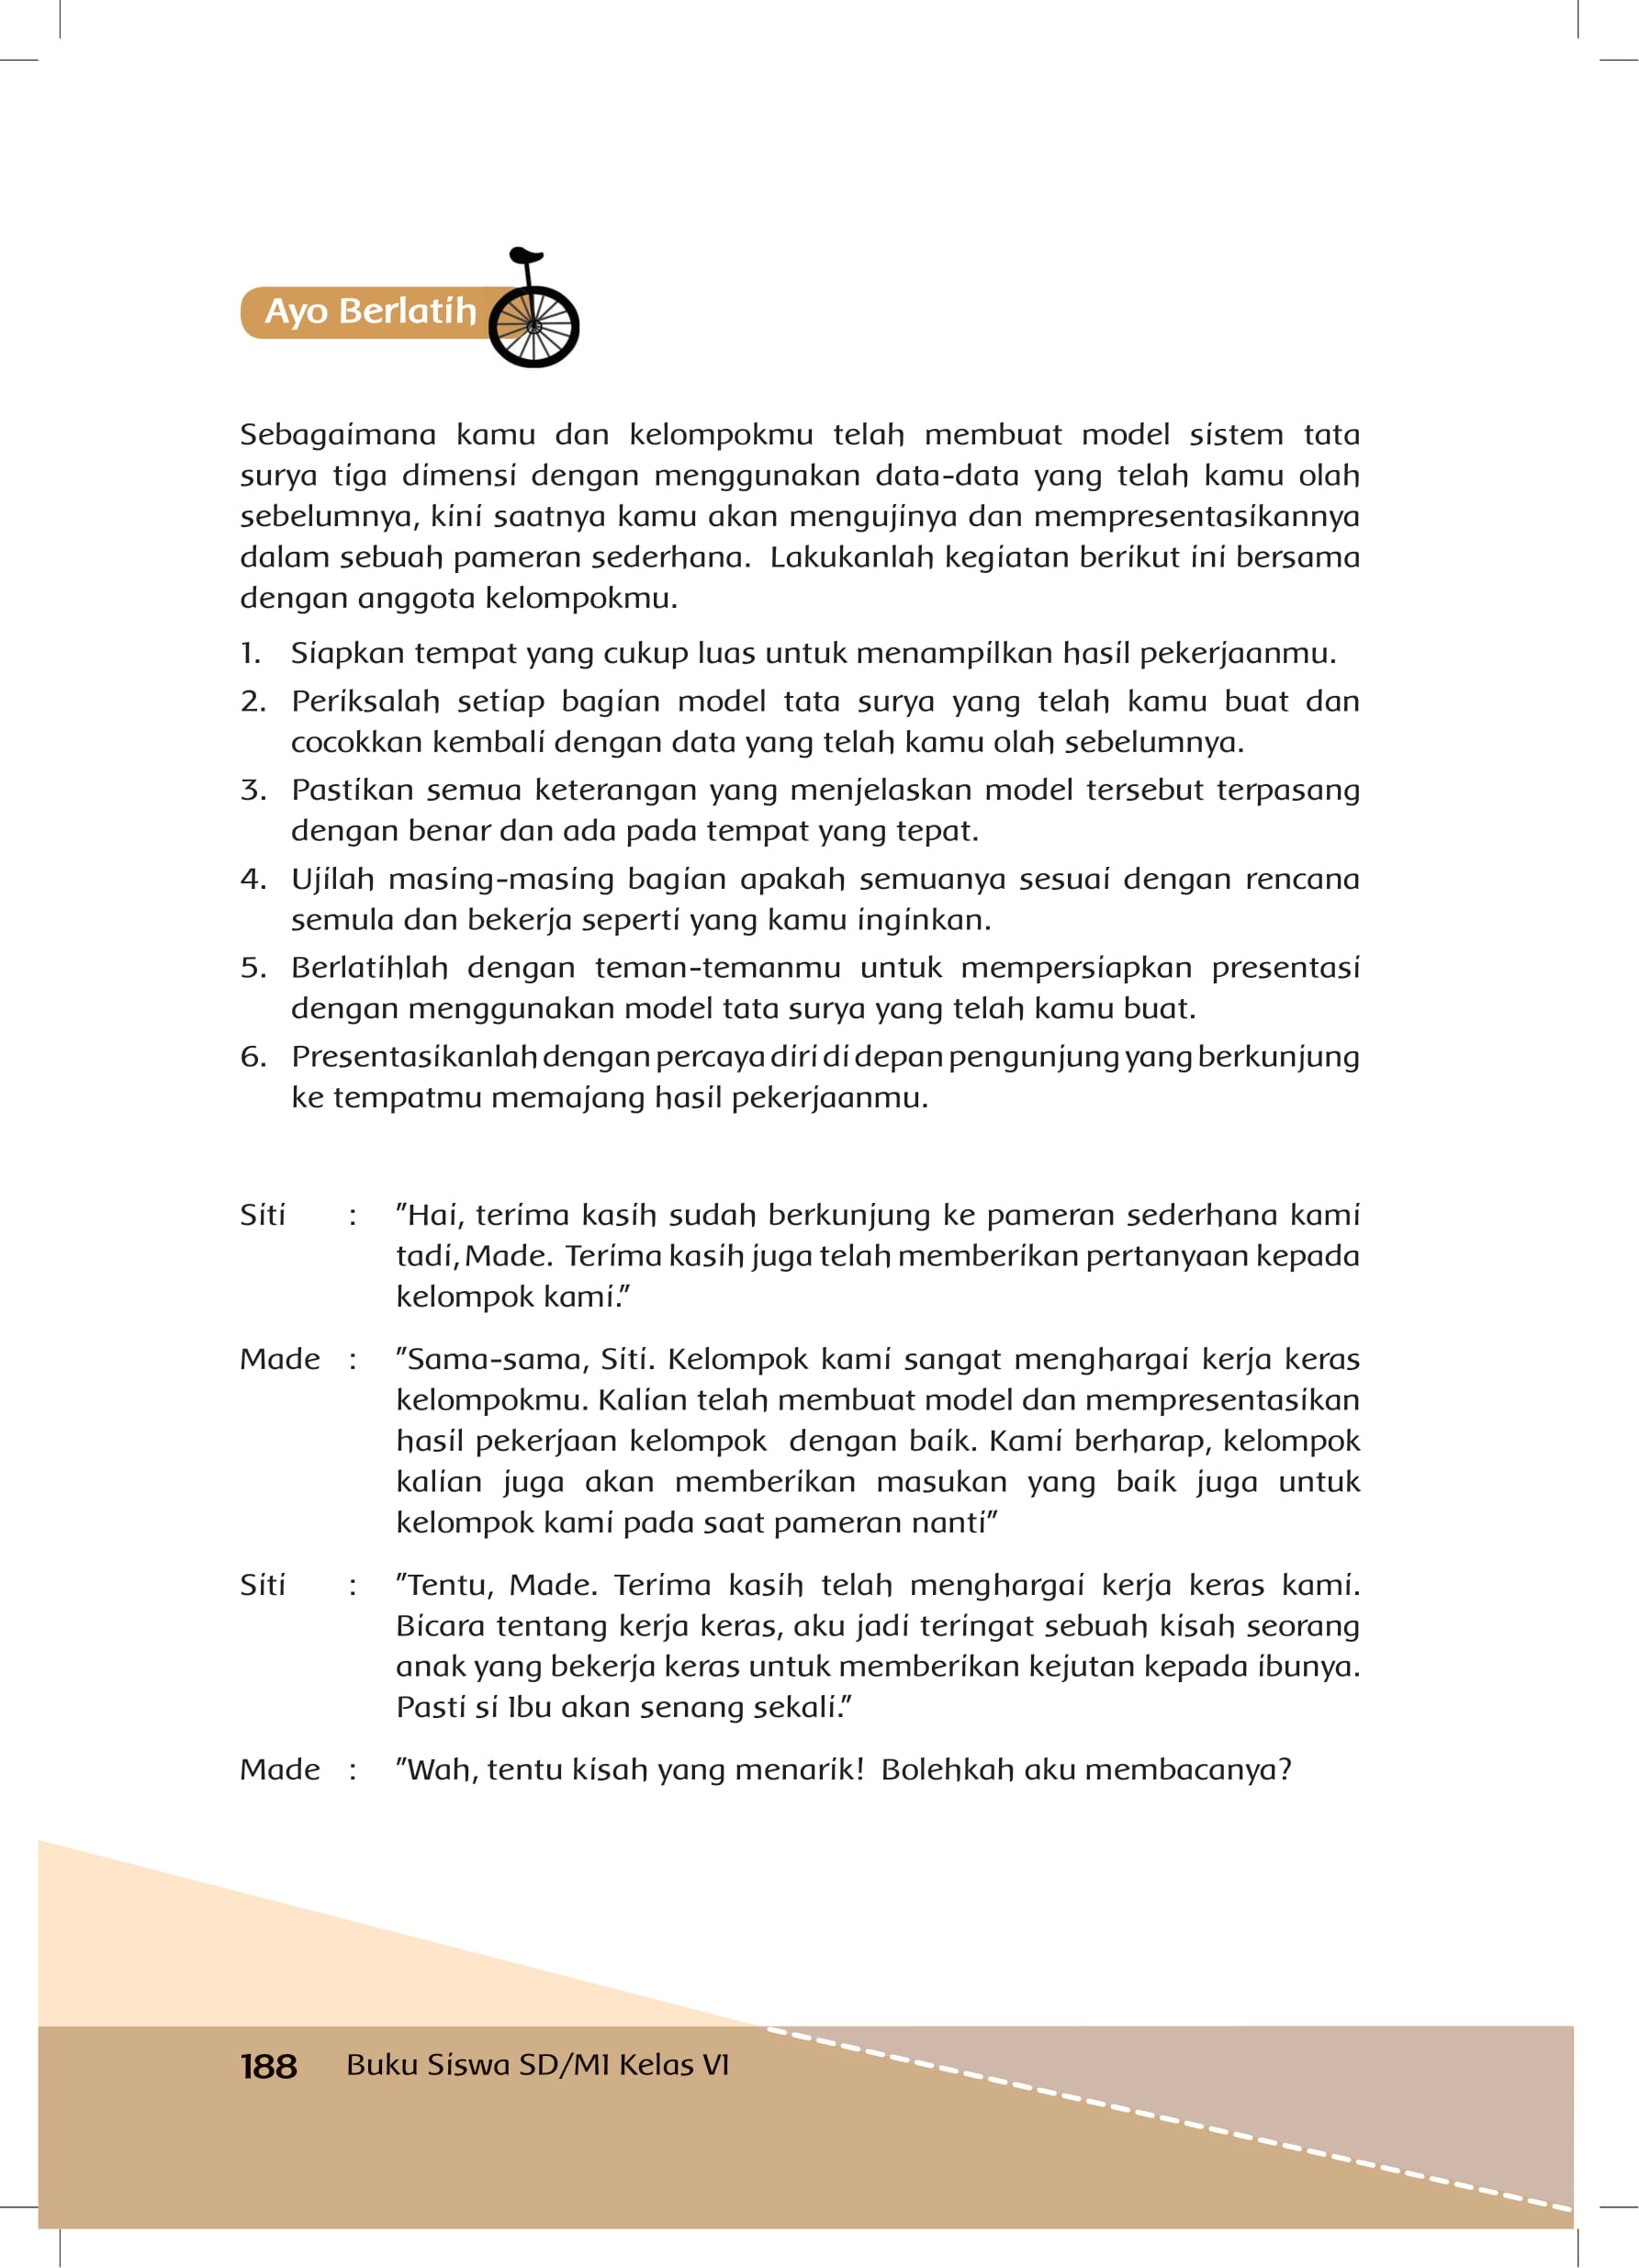 Ayo Berlatih
Sebagaimana kamu dan kelompokmu telah membuat model sistem tata
surya tiga dimensi dengan menggunakan data-data yang telah kamu olah
sebelumnya, kini saatnya kamu akan mengujinya dan mempresentasikannya
dalam sebuah pameran sederhana. Lakukanlah kegiatan berikut ini bersama
dengan anggota kelompokmu.
1. Siapkan tempat yang cukup luas untuk menampilkan hasil pekerjaanmu.
2. Periksalah setiap bagian model tata surya yang telah kamu buat dan
cocokkan kembali dengan data yang telah kamu olah sebelumnya.
3. Pastikan semua keterangan yang menjelaskan model tersebut terpasang
dengan benar dan ada pada tempat yang tepat.
4. Ujilah masing-masing bagian apakah semuanya sesuai dengan rencana
semula dan bekerja seperti yang kamu inginkan.
5. Berlatihlah dengan teman-temanmu untuk mempersiapkan presentasi
dengan menggunakan model tata surya yang telah kamu buat.
6. Presentasikanlah dengan percaya diri di depan pengunjung yang berkunjung
ke tempatmu memajang hasil pekerjaanmu.
Siti : "Hai, terima kasih sudah berkunjung ke pameran sederhana kami
tadi, Made. Terima kasih juga telah memberikan pertanyaan kepada
kelompok kami."
Made : "Sama-sama, Siti. Kelompok kami sangat menghargai kerja keras
kelompokmu. Kalian telah membuat model dan mempresentasikan
hasil pekerjaan kelompok dengan baik. Kami berharap, kelompok
kalian juga akan memberikan masukan yang baik juga untuk
kelompok kami pada saat pameran nanti"
Siti : "Tentu, Made. Terima kasih telah menghargai kerja keras kami.
Bicara tentang kerja keras, aku jadi teringat sebuah kisah seorang
anak yang bekerja keras untuk memberikan kejutan kepada ibunya.
Pasti si Ibu akan senang sekali."
Made : "Wah, tentu kisah yang menarik! Bolehkah aku membacanya?
188 Buku Siswa SD/MI Kelas VI